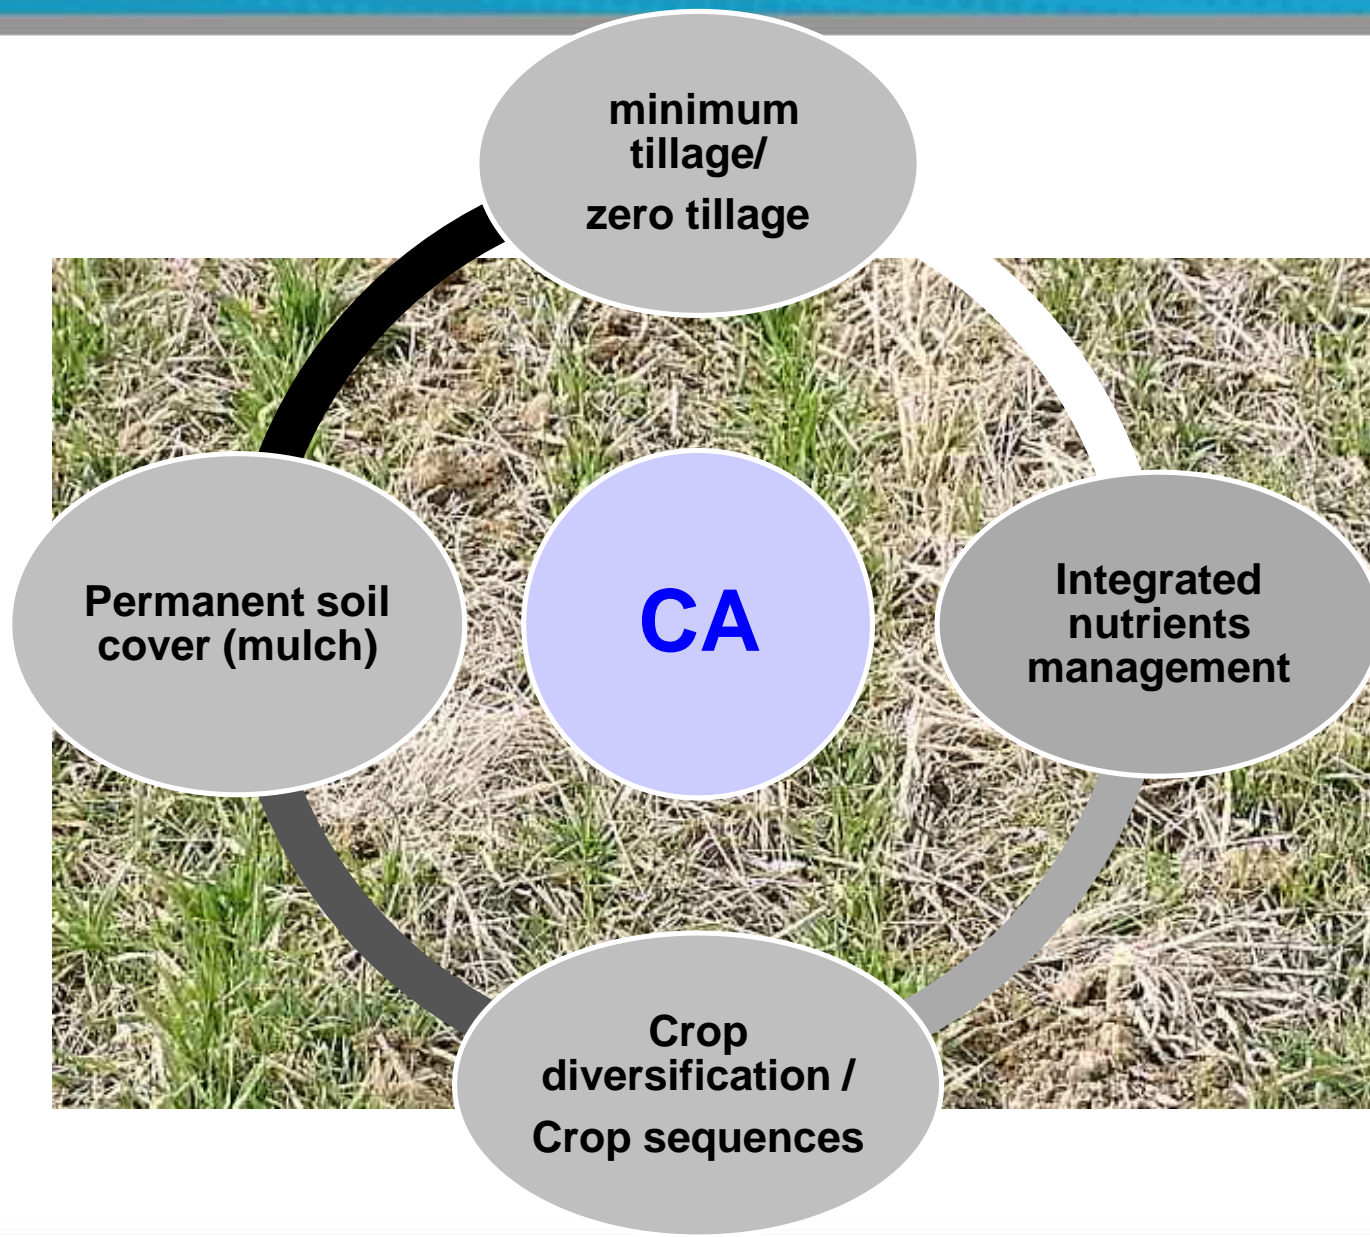 minimum
tillage/
zero tillage
Permanent soil
cover (mulch)
CA
Integrated
nutrients
management
Crop
diversification /
Crop sequences